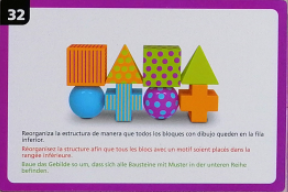 32
Reorganiza la estructura de manera que todos los bloques con dibujo queden en la fila
inferior.
Réorganisez la structure afin que tous les blocs avec un motif soient placés dans la
rangée inférieure.
Baue das Gebilde so um, dass sich alle Bausteine mit Muster in der unteren Reihe
befinden.